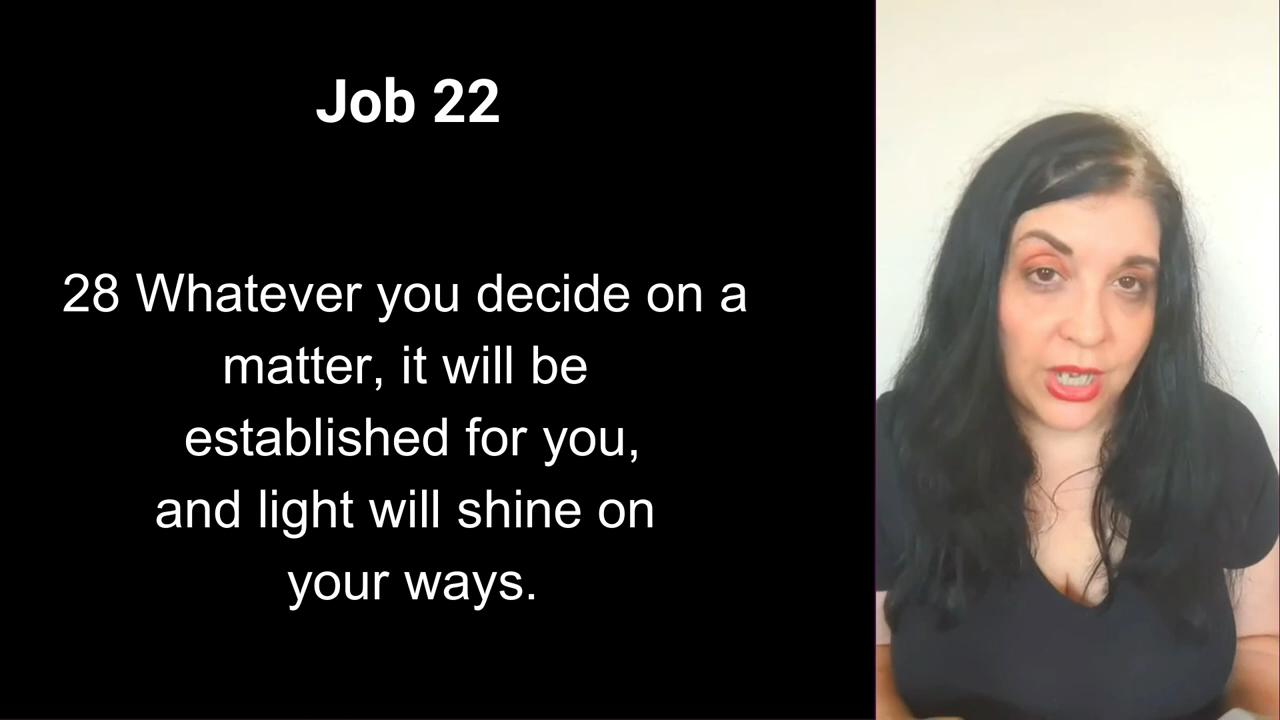 Job 22
28 Whatever you decide on a
matter, it will be
established for you,
and light will shine on
your ways.